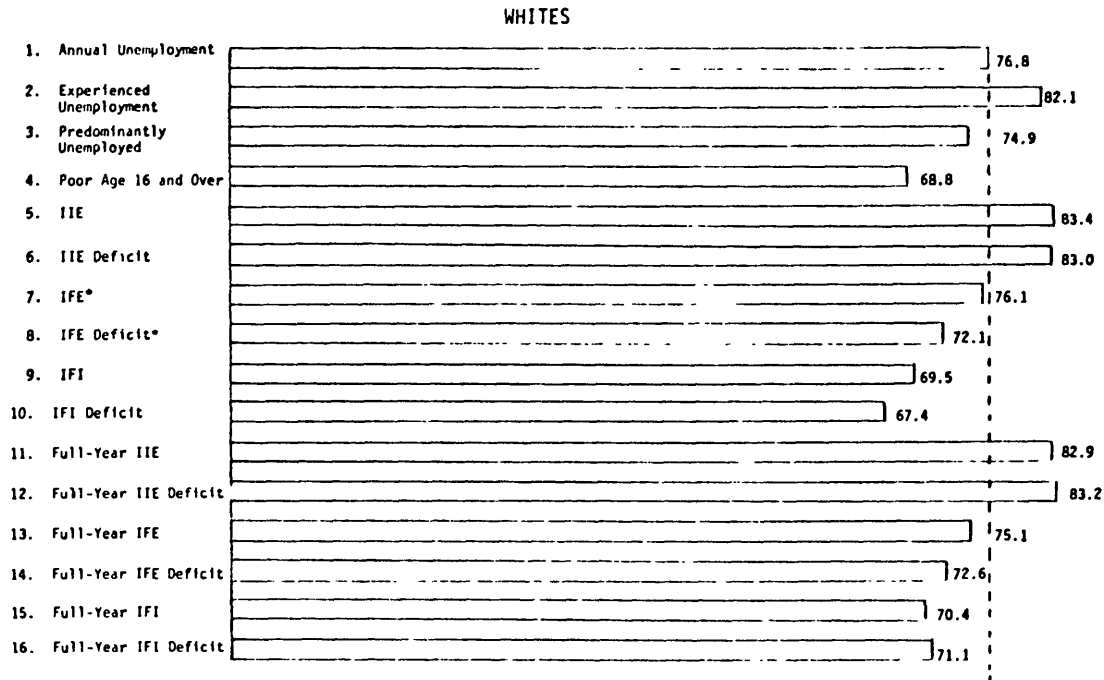 WHITES
1. Annual Unemployment 76.8
2. Experienced
Unemployment 82.1
3. Predominantly
Unemployed 74.9
4. Poor Age 16 and Over 68.8
5. IIE 83.4
6. IIE Deficit 83.0
7. IFE* 76.1
8. IFE Deficit* 72.1
9. IFI 69.5
10. IFI Deficit 67.4
11. Full-Year IIE 82.9
12. Full-Year IIE Deficit 83.2
13. Full-Year IFE 75.1
14. Full-Year IFE Deficit 72.6
15. Full-Year IFI 70.4
16. Full-Year IFI Deficit 71.1